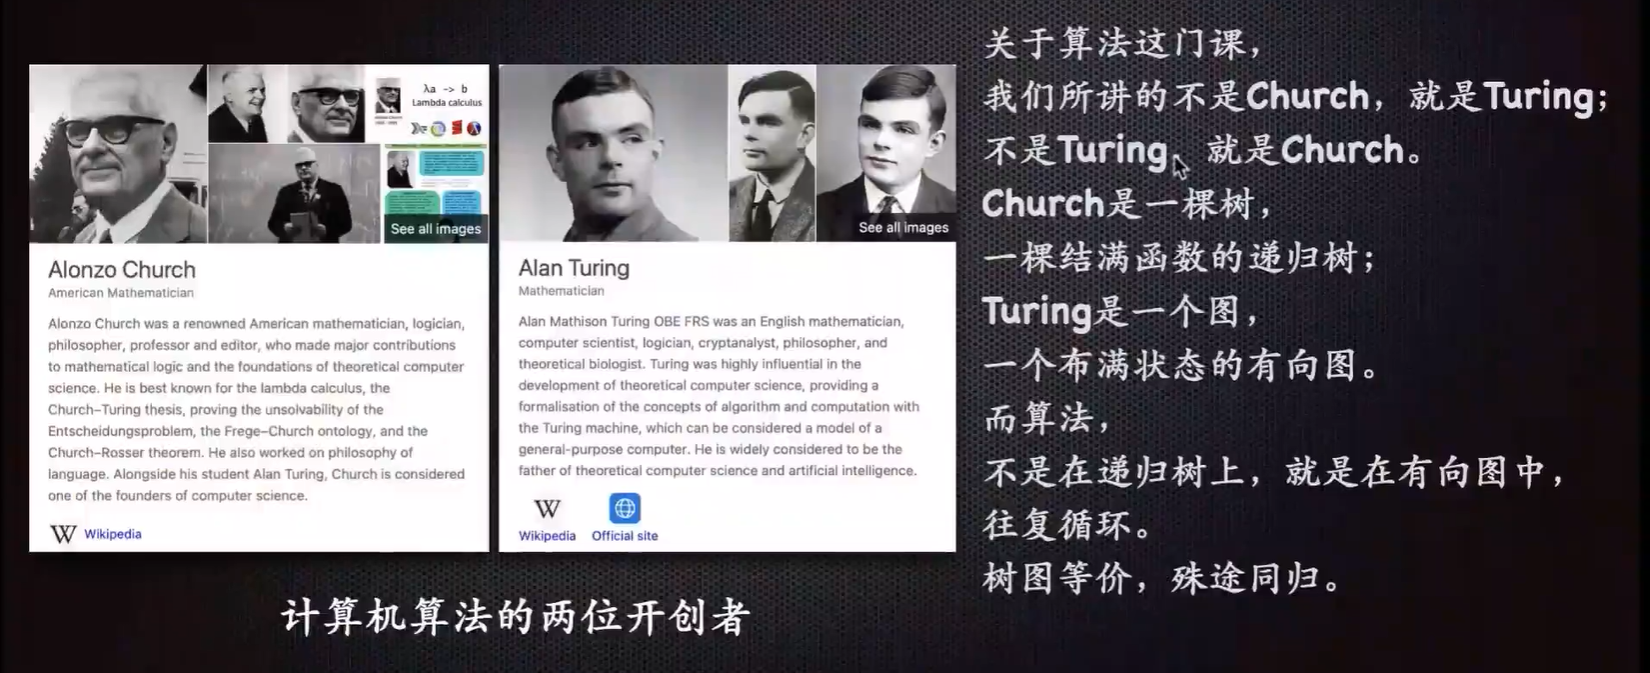 λa -> b
Lambda calculus
See all images
Alonzo Church
American Mathematician
Alonzo Church was a renowned American mathematician, logician,
philosopher, professor and editor, who made major contributions
to mathematical logic and the foundations of theoretical computer
science. He is best known for the lambda calculus, the
Church–Turing thesis, proving the unsolvability of the
Entscheidungsproblem, the Frege–Church ontology, and the
Church–Rosser theorem. He also worked on philosophy of
language. Alongside his student Alan Turing, Church is considered
one of the founders of computer science.
W Wikipedia
See all images
Alan Turing
Mathematician
Alan Mathison Turing OBE FRS was an English mathematician,
computer scientist, logician, cryptanalyst, philosopher, and
theoretical biologist. Turing was highly influential in the
development of theoretical computer science, providing a
formalisation of the concepts of algorithm and computation with
the Turing machine, which can be considered a model of a
general-purpose computer. He is widely considered to be the
father of theoretical computer science and artificial intelligence.
W
Wikipedia Official site
计算机算法的两位开创者
关于算法这门课，
我们所讲的不是Church，就是Turing；
不是Turing，就是Church。
Church是一棵树，
一棵结满函数的递归树；
Turing是一个图，
一个布满状态的有向图。
而算法，
不是在递归树上，就是在有向图中，
往复循环。
树图等价，殊途同归。